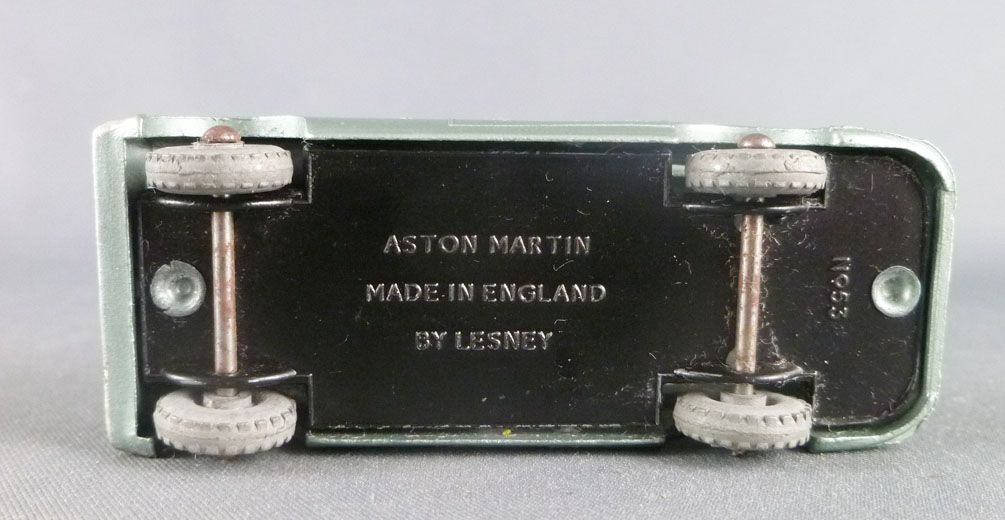 ASTON MARTIN
MADE IN ENGLAND
BY LESNEY
No53